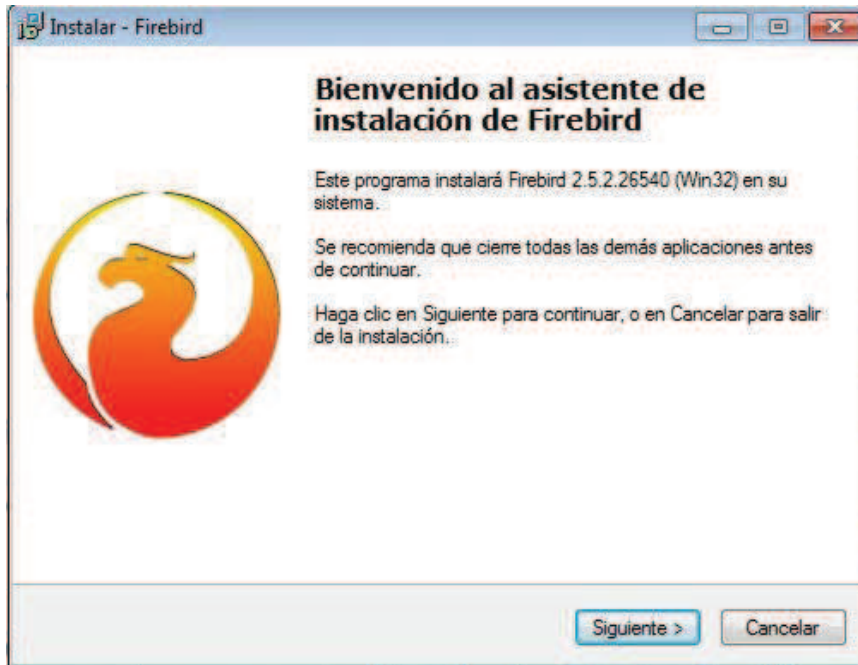 Instalar - Firebird
Bienvenido al asistente de
instalación de Firebird
Este programa instalará Firebird 2.5.2.26540 (Win32) en su
sistema.
Se recomienda que cierre todas las demás aplicaciones antes
de continuar.
Haga clic en Siguiente para continuar, o en Cancelar para salir
de la instalación.
Siguiente >
Cancelar